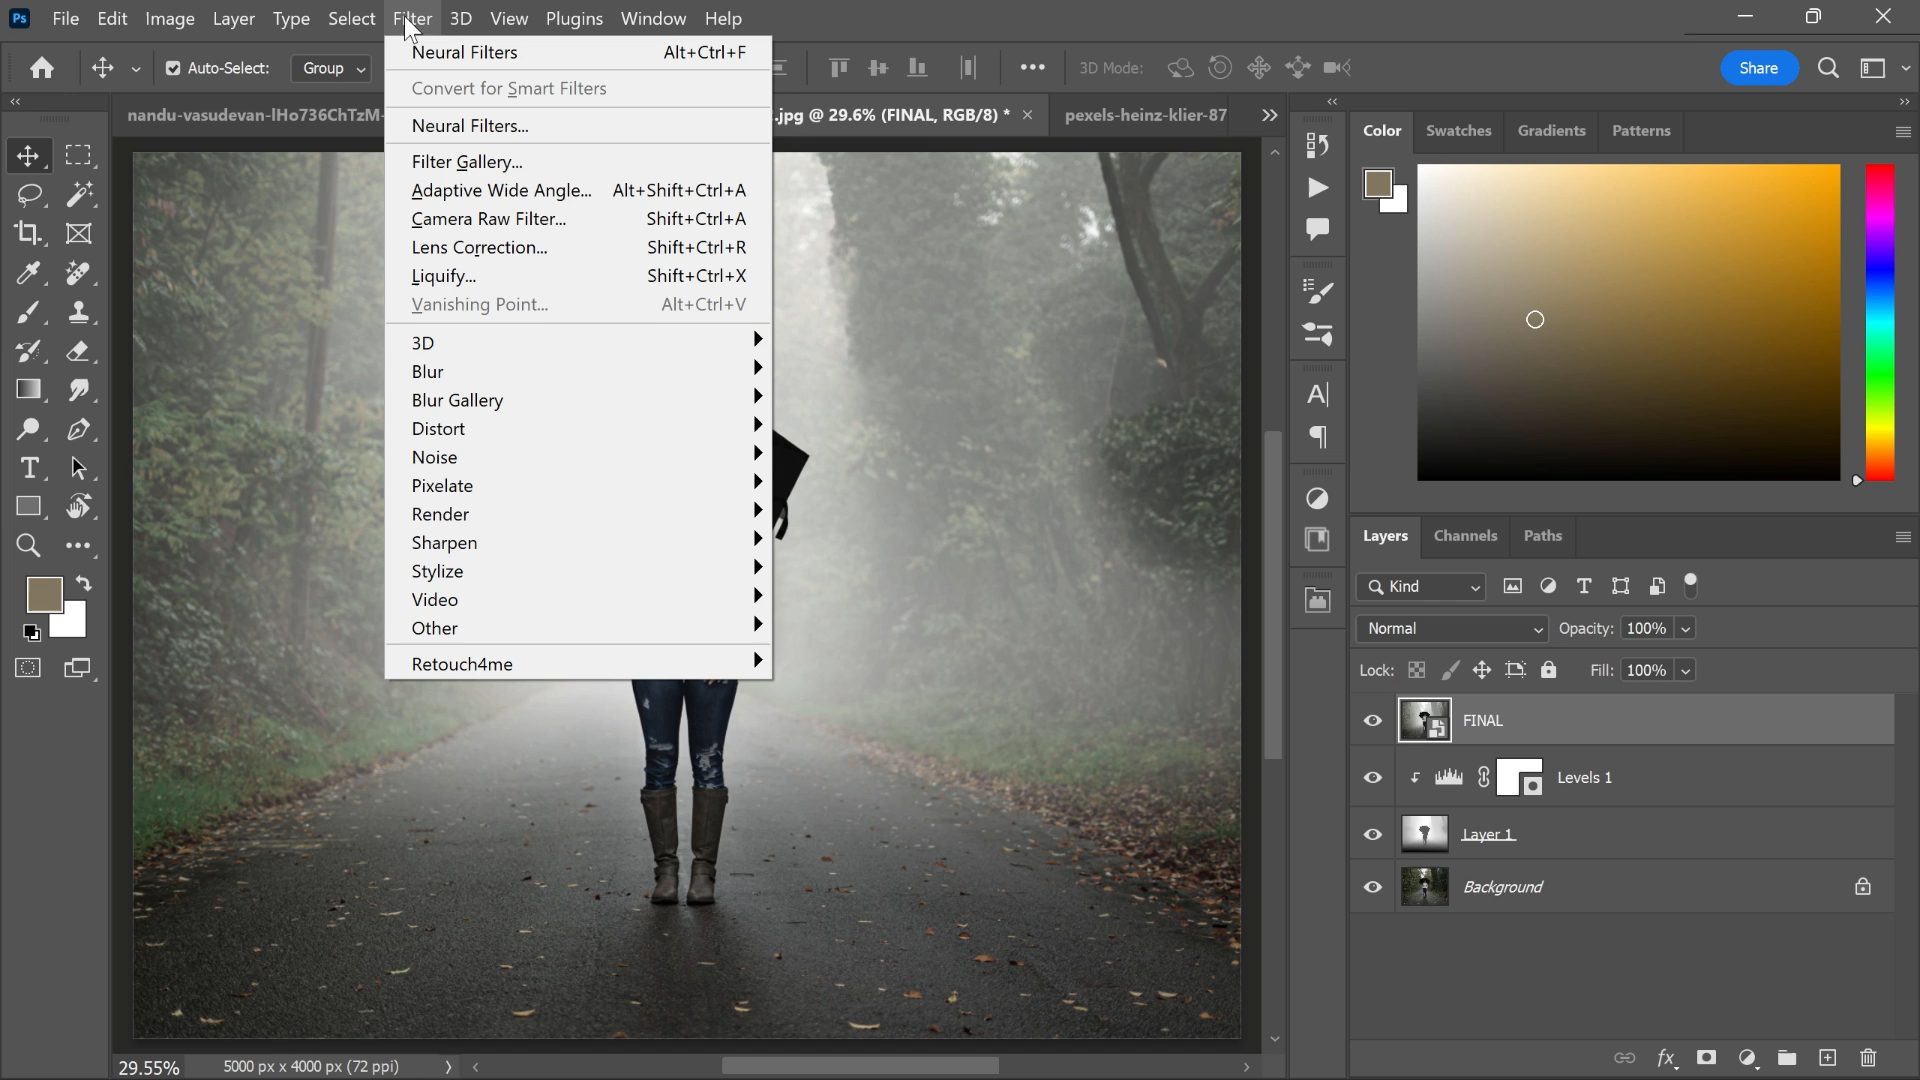 Ps File Edit Image Layer Type Select Filter 3D View Plugins Window Help
Auto-Select: Group 3D Mode: Share
nandu-vasudevan-lHo736ChTzM- .jpg @ 29.6% (FINAL, RGB/8) * × pexels-heinz-klier-87
Neural Filters Alt+Ctrl+F
Convert for Smart Filters
Neural Filters...
Filter Gallery...
Adaptive Wide Angle... Alt+Shift+Ctrl+A
Camera Raw Filter... Shift+Ctrl+A
Lens Correction... Shift+Ctrl+R
Liquify... Shift+Ctrl+X
Vanishing Point... Alt+Ctrl+V
3D
Blur
Blur Gallery
Distort
Noise
Pixelate
Render
Sharpen
Stylize
Video
Other
Retouch4me
Color Swatches Gradients Patterns
Layers Channels Paths
Kind
Normal Opacity: 100%
Lock: Fill: 100%
FINAL
Levels 1
Layer 1
Background
fx
29.55% 5000 px x 4000 px (72 ppi)